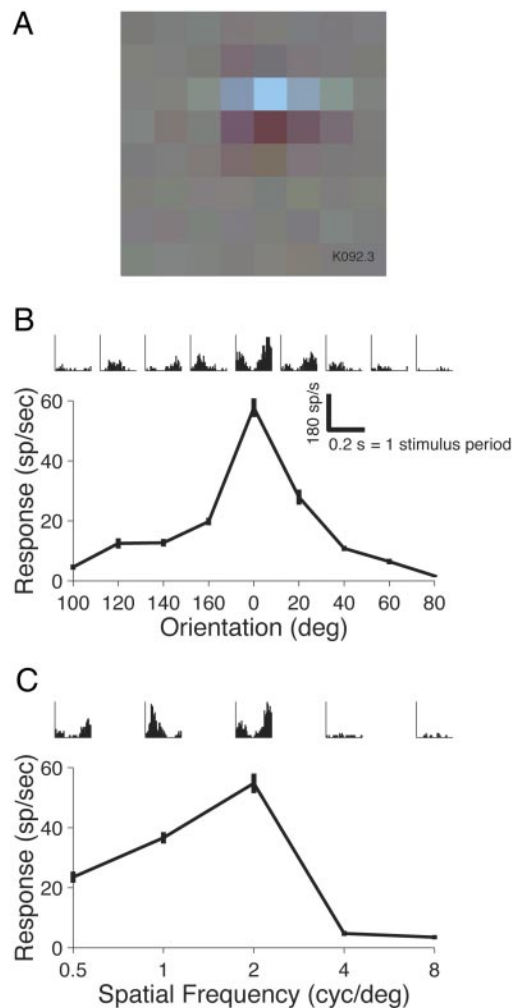 A
K092.3
B
180 sp/s
0.2 s = 1 stimulus period
Response (sp/sec)
60
40
20
0
100 120 140 160 0 20 40 60 80
Orientation (deg)
C
Response (sp/sec)
60
40
20
0
0.5 1 2 4 8
Spatial Frequency (cyc/deg)